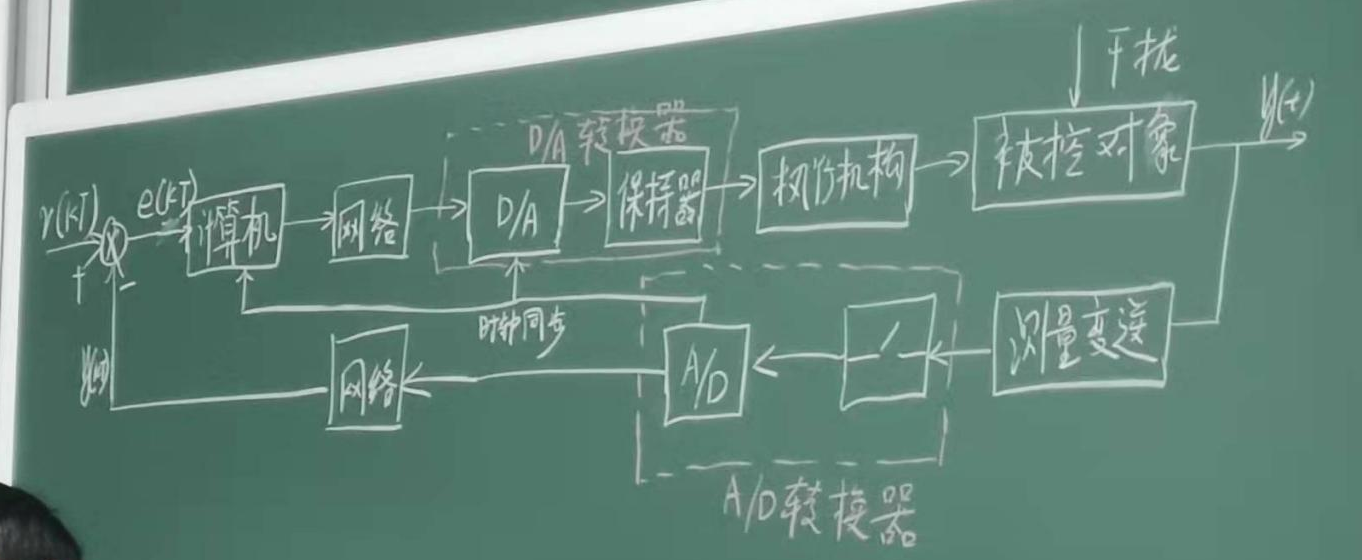 干扰
y(t)
D/A 转换器
r(kT)
e(kT)
计算机
网络
D/A
保持器
执行机构
被控对象
+
-
时钟同步
网络
A/D
测量变送
A/D转换器